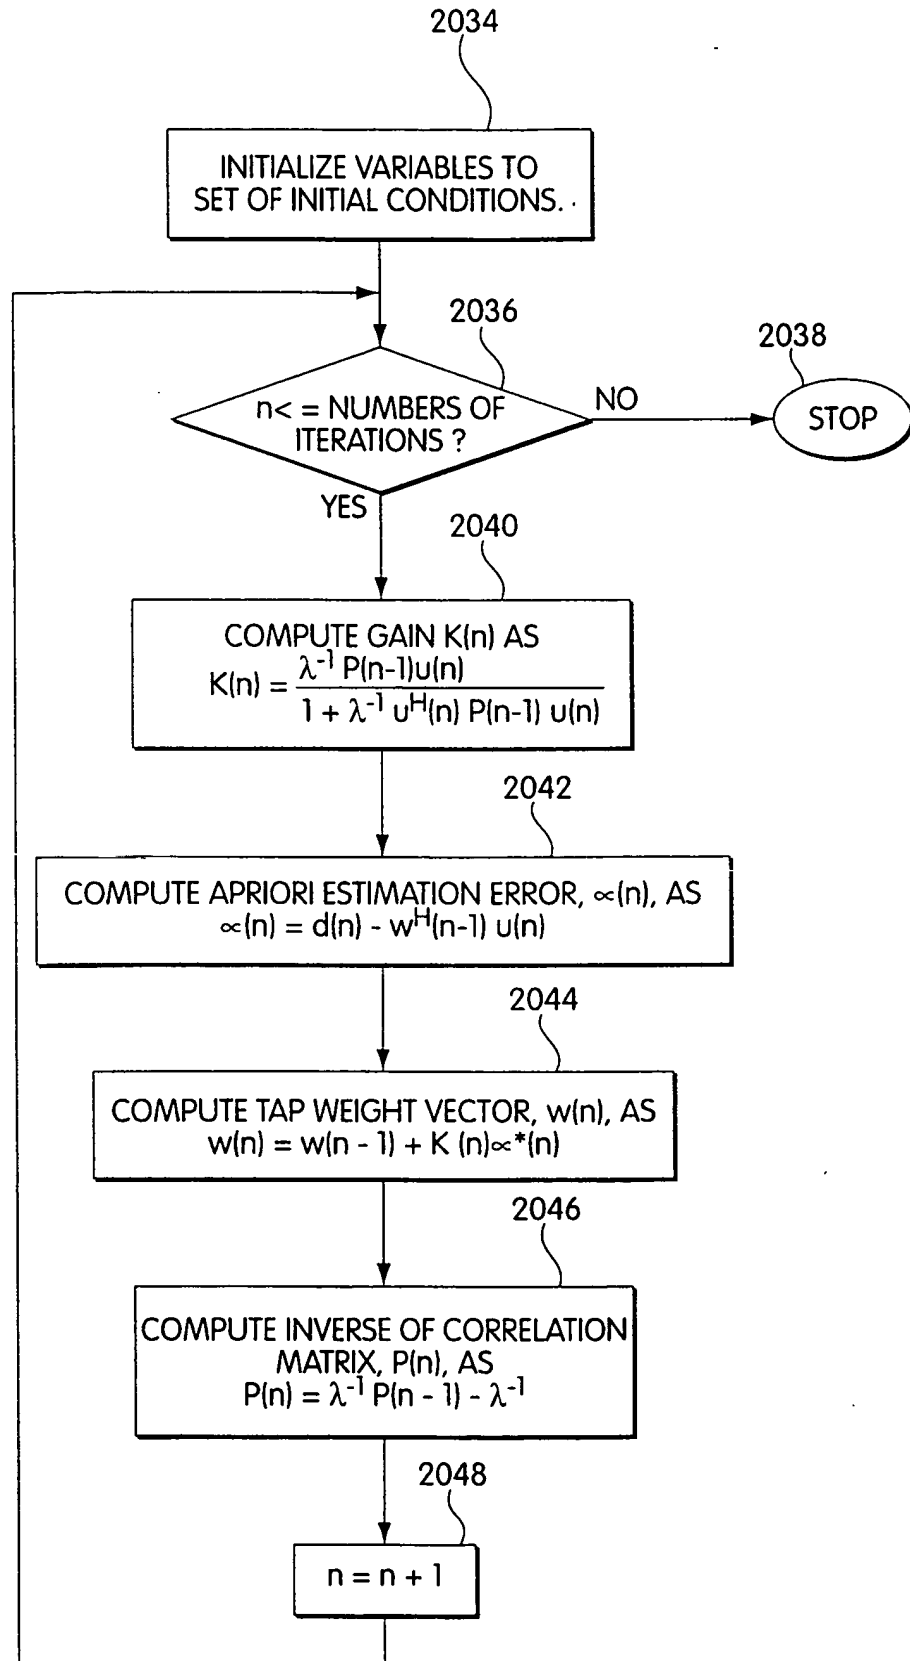 2034
INITIALIZE VARIABLES TO
SET OF INITIAL CONDITIONS.
2036
n< = NUMBERS OF
ITERATIONS ?
NO
2038
STOP
YES
2040
COMPUTE GAIN K(n) AS
K(n) = λ⁻¹ P(n-1)u(n) / 1 + λ⁻¹ uᴴ(n) P(n-1) u(n)
2042
COMPUTE APRIORI ESTIMATION ERROR, ∝(n), AS
∝(n) = d(n) - wᴴ(n-1) u(n)
2044
COMPUTE TAP WEIGHT VECTOR, w(n), AS
w(n) = w(n - 1) + K (n)∝*(n)
2046
COMPUTE INVERSE OF CORRELATION
MATRIX, P(n), AS
P(n) = λ⁻¹ P(n - 1) - λ⁻¹
2048
n = n + 1